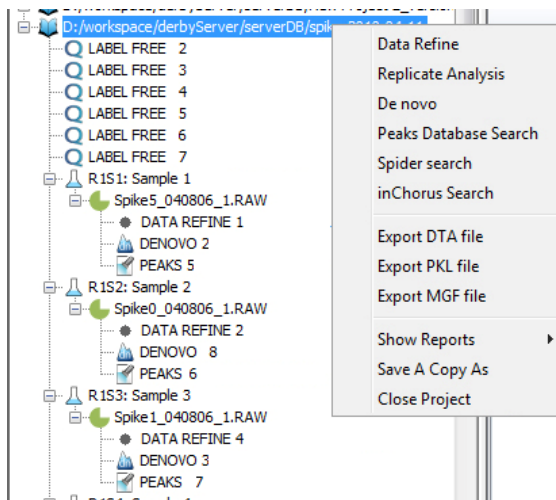 D:/workspace/derbyServer/serverDB/spik
LABEL FREE 2
LABEL FREE 3
LABEL FREE 4
LABEL FREE 5
LABEL FREE 6
LABEL FREE 7
R1S1: Sample 1
Spike5_040806_1.RAW
DATA REFINE 1
DENOVO 2
PEAKS 5
R1S2: Sample 2
Spike0_040806_1.RAW
DATA REFINE 2
DENOVO 8
PEAKS 6
R1S3: Sample 3
Spike1_040806_1.RAW
DATA REFINE 4
DENOVO 3
PEAKS 7
Data Refine
Replicate Analysis
De novo
Peaks Database Search
Spider search
inChorus Search
Export DTA file
Export PKL file
Export MGF file
Show Reports
Save A Copy As
Close Project